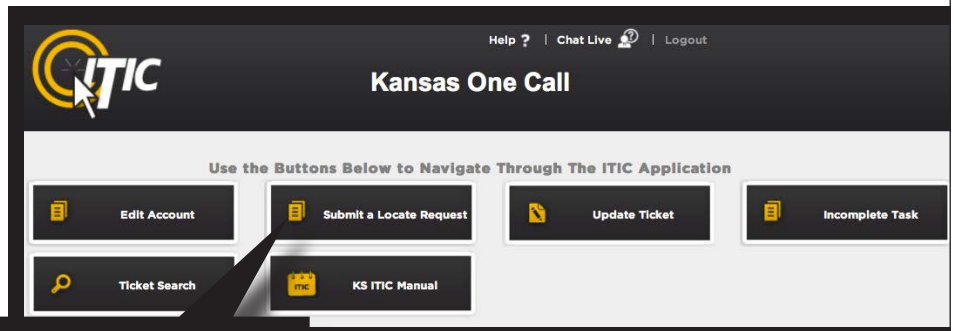 Help ? | Chat Live | Logout
ITIC
Kansas One Call
Use the Buttons Below to Navigate Through The ITIC Application
Edit Account
Submit a Locate Request
Update Ticket
Incomplete Task
Ticket Search
ITIC
KS ITIC Manual